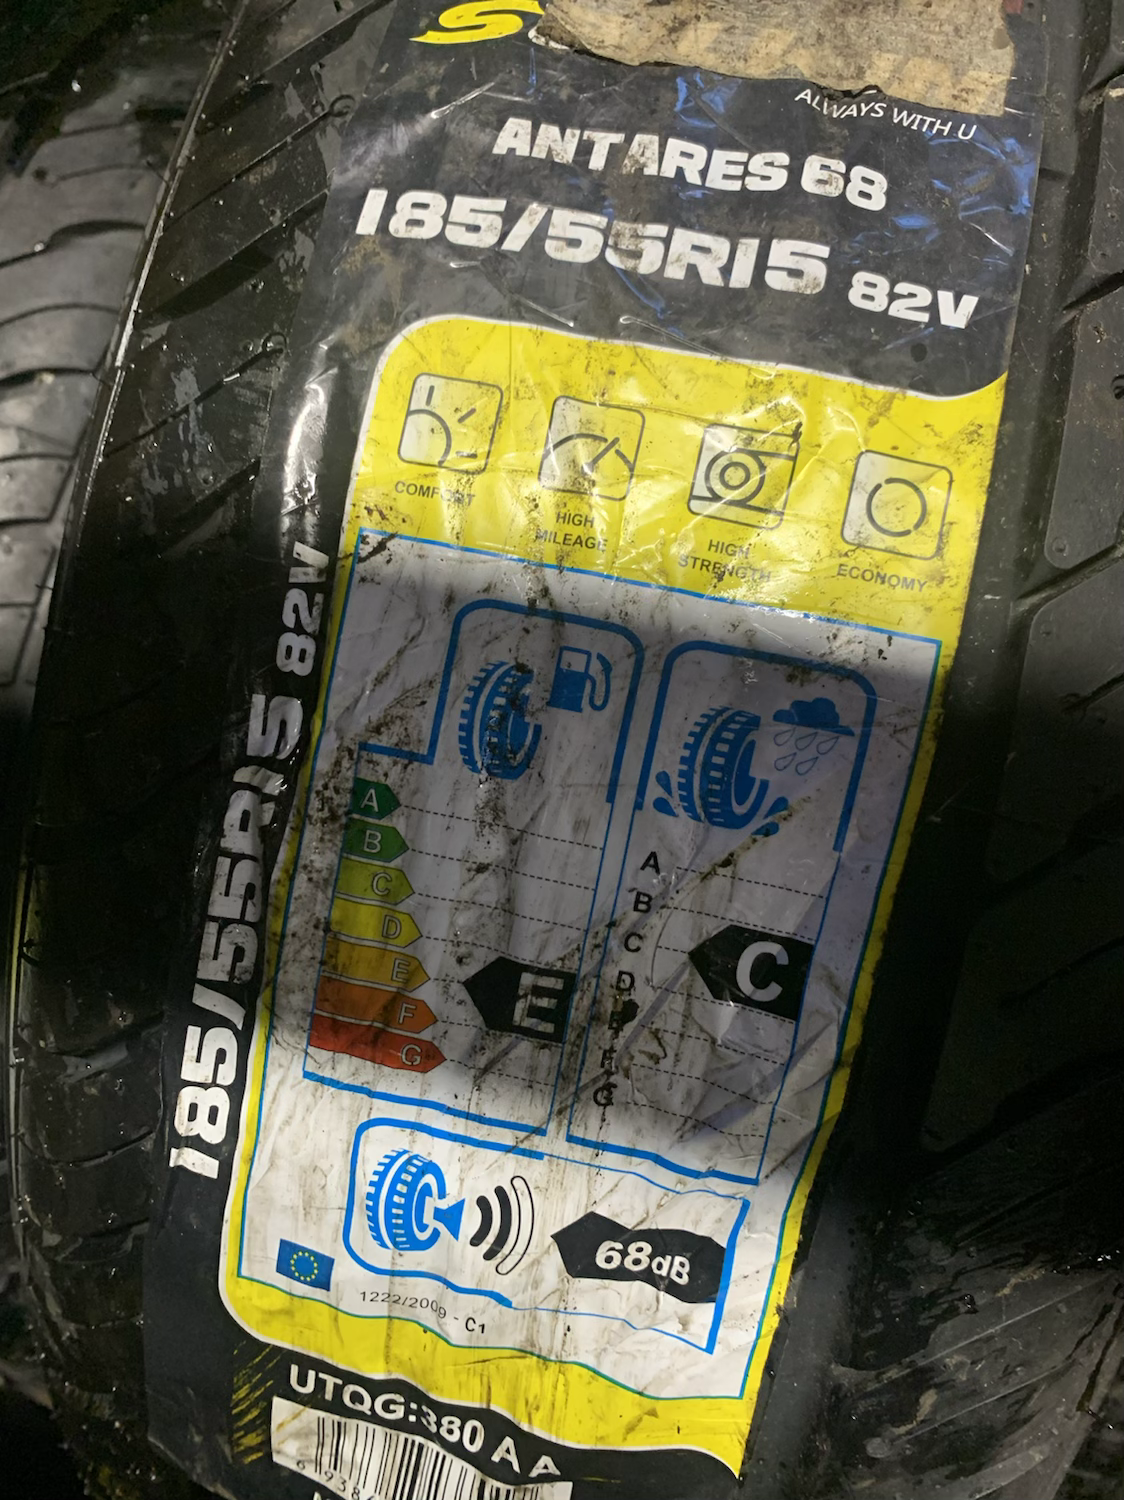 ALWAYS WITH U
ANTARES 68
185/55R15 82V
COMFORT
HIGH MILEAGE
HIGH STRENGTH
ECONOMY
185/55R15 82V
A
B
C
D
E
F
G
E
A
B
C
D
E
F
G
C
68dB
1222/2009 - C1
UTQG:380 A A